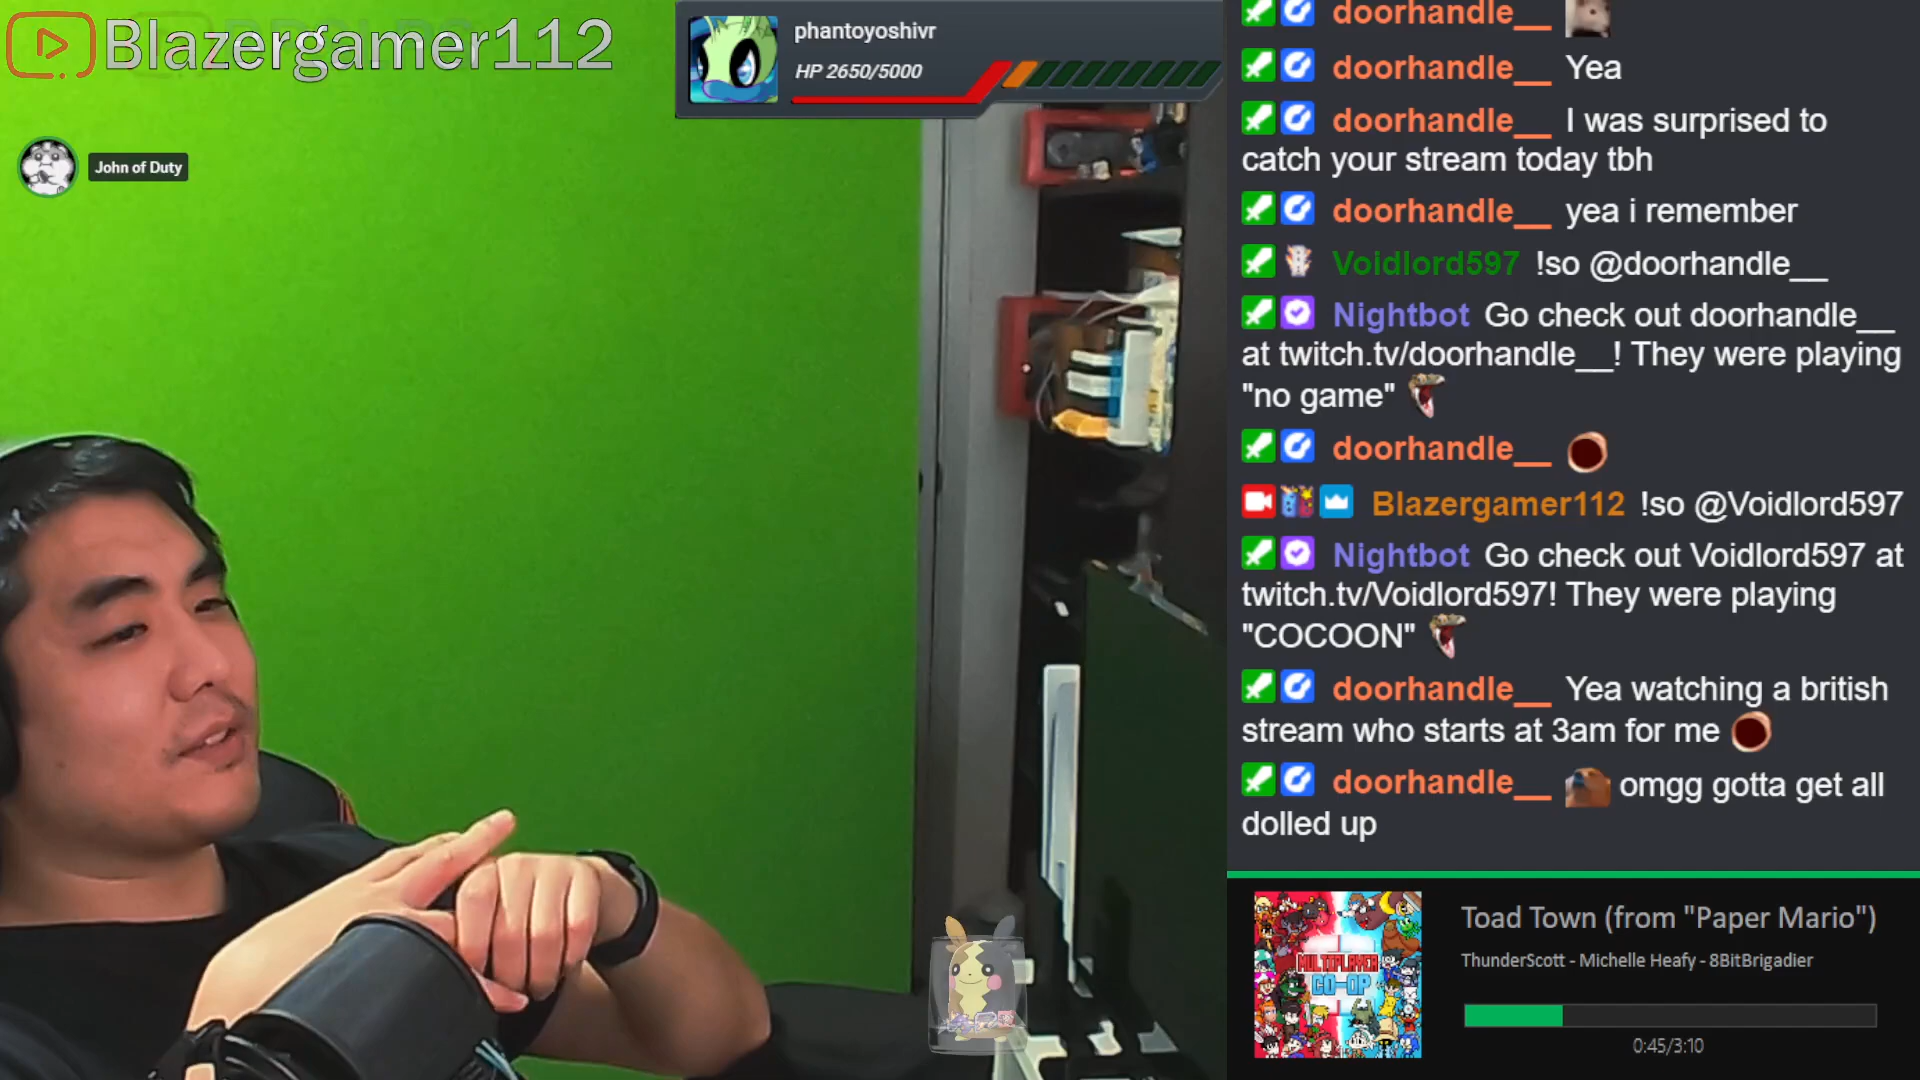 Blazergamer112
phantoyoshivr
HP 2650/5000
John of Duty
doorhandle__
doorhandle__ Yea
doorhandle__ I was surprised to
catch your stream today tbh
doorhandle__ yea i remember
Voidlord597 !so @doorhandle__
Nightbot Go check out doorhandle__
at twitch.tv/doorhandle__! They were playing
"no game"
doorhandle__
Blazergamer112 !so @Voidlord597
Nightbot Go check out Voidlord597 at
twitch.tv/Voidlord597! They were playing
"COCOON"
doorhandle__ Yea watching a british
stream who starts at 3am for me
doorhandle__ omgg gotta get all
dolled up
MULTIPLAYER
CO-OP
Toad Town (from "Paper Mario")
ThunderScott - Michelle Heafy - 8BitBrigadier
0:45/3:10